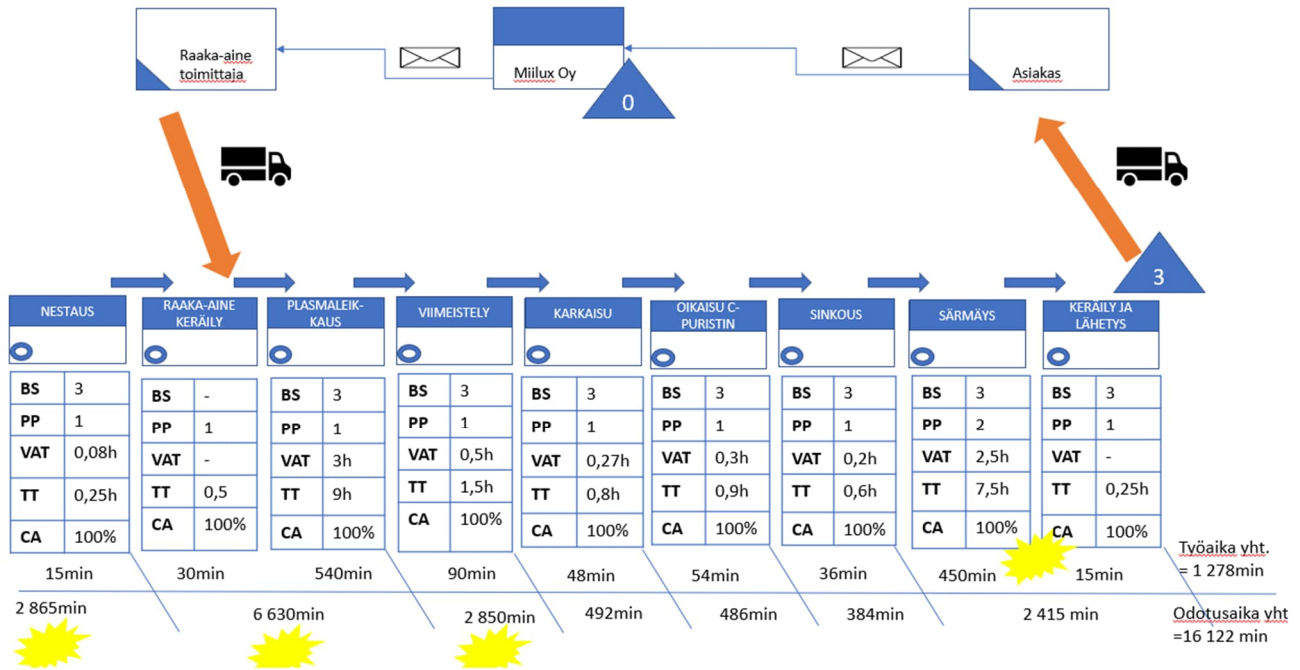 Raaka-aine
toimittaja
Miilux Oy
0
Asiakas
3
NESTAUS
RAAKA-AINE
KERÄILY
PLASMALEIK-
KAUS
VIIMEISTELY
KARKAISU
OIKAISU C-
PURISTIN
SINKOUS
SÄRMÄYS
KERÄILY JA
LÄHETYS
BS 3
PP 1
VAT 0,08h
TT 0,25h
CA 100%
BS -
PP 1
VAT -
TT 0,5
CA 100%
BS 3
PP 1
VAT 3h
TT 9h
CA 100%
BS 3
PP 1
VAT 0,5h
TT 1,5h
CA 100%
BS 3
PP 1
VAT 0,27h
TT 0,8h
CA 100%
BS 3
PP 1
VAT 0,3h
TT 0,9h
CA 100%
BS 3
PP 1
VAT 0,2h
TT 0,6h
CA 100%
BS 3
PP 2
VAT 2,5h
TT 7,5h
CA 100%
BS 3
PP 1
VAT -
TT 0,25h
CA 100%
15min 30min 540min 90min 48min 54min 36min 450min 15min
Työaika yht.
= 1 278min
2 865min 6 630min 2 850min 492min 486min 384min 2 415 min
Odotusaika yht
=16 122 min